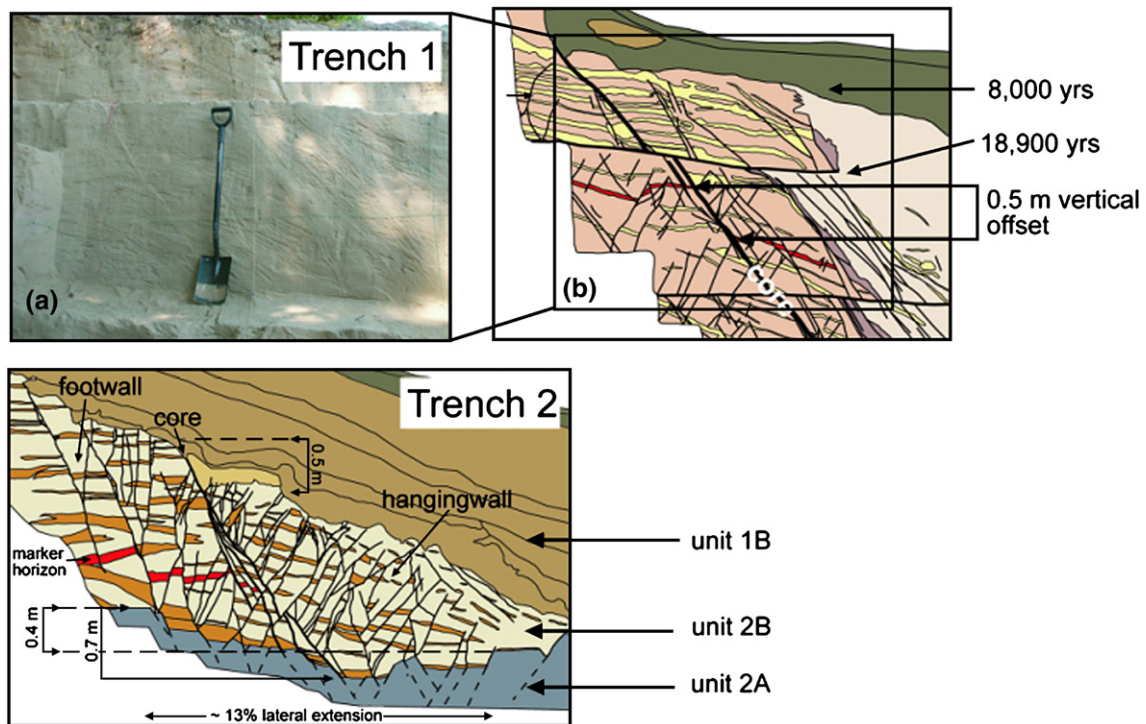 Trench 1
(a)
(b)
core
8,000 yrs
18,900 yrs
0.5 m vertical
offset
Trench 2
footwall
core
0.5 m
hangingwall
marker
horizon
0.4 m
0.7 m
~ 13% lateral extension
unit 1B
unit 2B
unit 2A